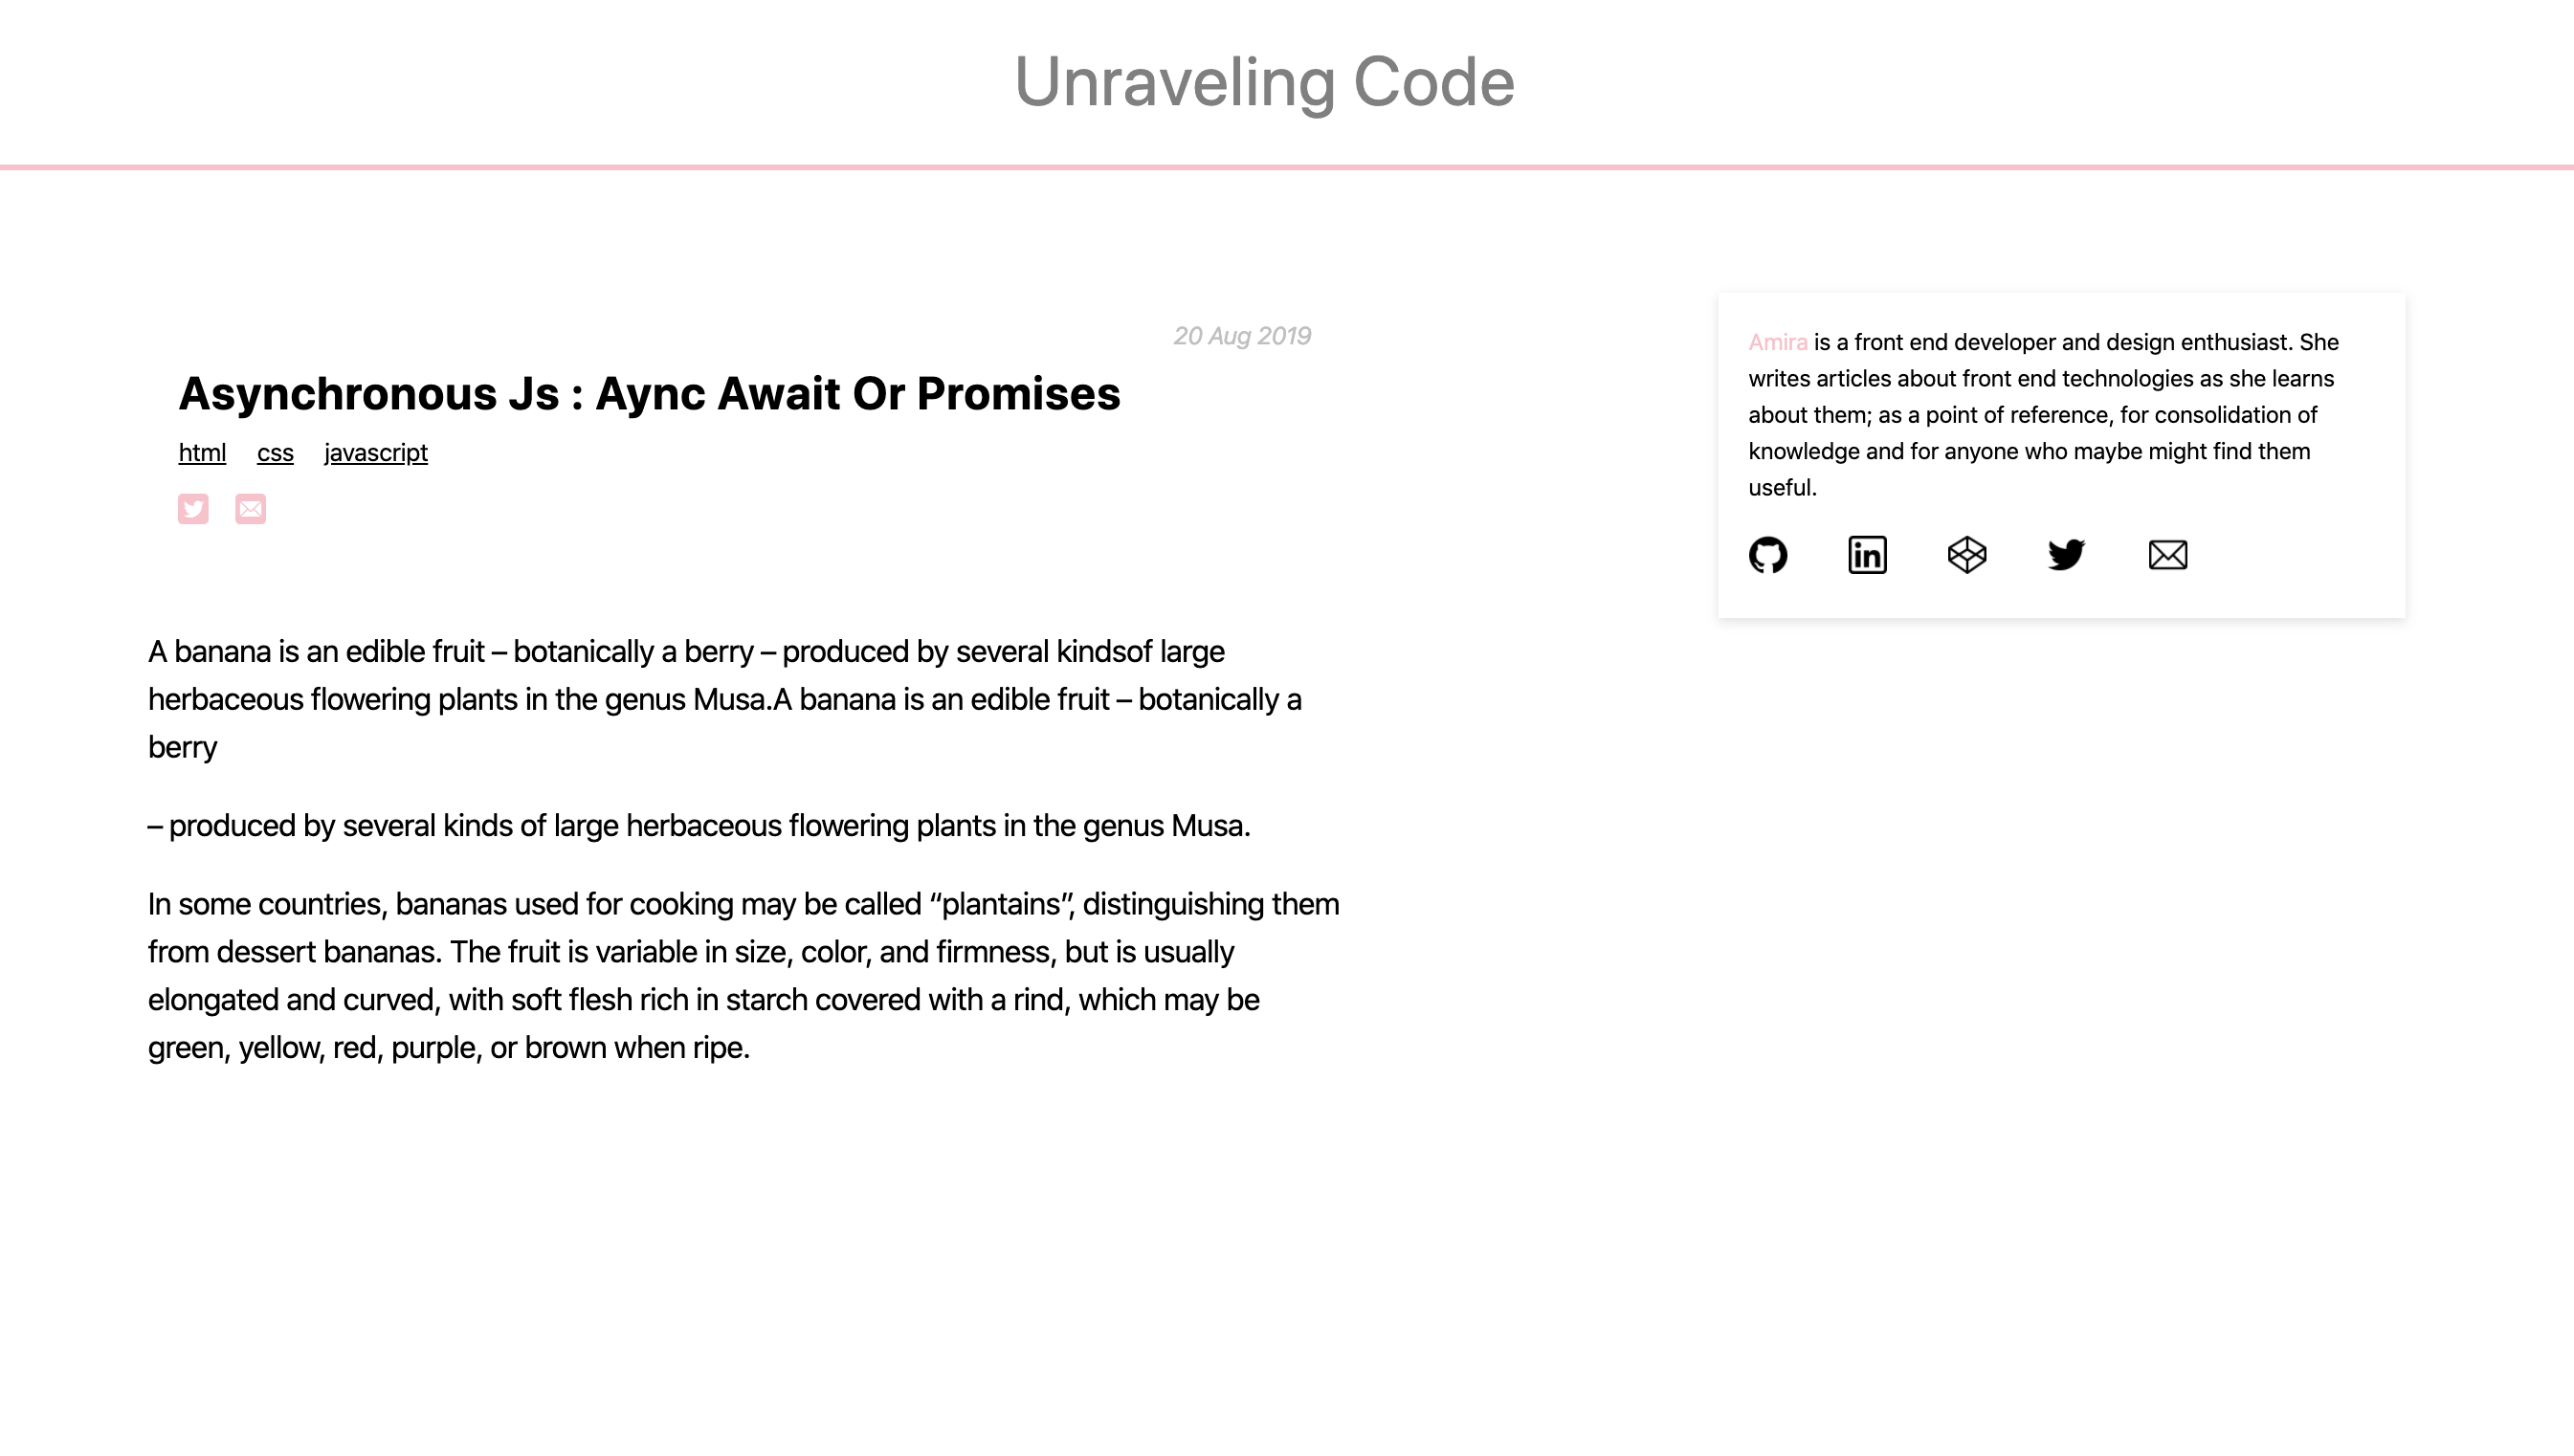 Unraveling Code
20 Aug 2019
Asynchronous Js : Aync Await Or Promises
html css javascript
A banana is an edible fruit – botanically a berry – produced by several kindsof large
herbaceous flowering plants in the genus Musa.A banana is an edible fruit – botanically a
berry
– produced by several kinds of large herbaceous flowering plants in the genus Musa.
In some countries, bananas used for cooking may be called “plantains”, distinguishing them
from dessert bananas. The fruit is variable in size, color, and firmness, but is usually
elongated and curved, with soft flesh rich in starch covered with a rind, which may be
green, yellow, red, purple, or brown when ripe.
Amira is a front end developer and design enthusiast. She
writes articles about front end technologies as she learns
about them; as a point of reference, for consolidation of
knowledge and for anyone who maybe might find them
useful.
in